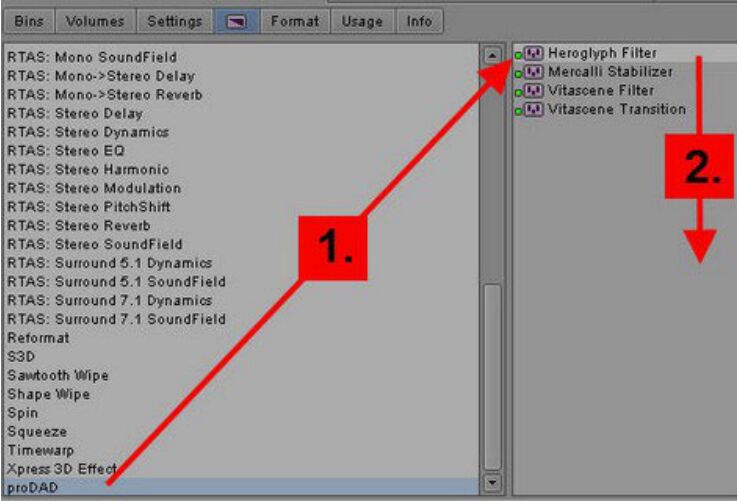 Bins Volumes Settings Format Usage Info
RTAS: Mono SoundField
RTAS: Mono->Stereo Delay
RTAS: Mono->Stereo Reverb
RTAS: Stereo Delay
RTAS: Stereo Dynamics
RTAS: Stereo EQ
RTAS: Stereo Harmonic
RTAS: Stereo Modulation
RTAS: Stereo PitchShift
RTAS: Stereo Reverb
RTAS: Stereo SoundField
RTAS: Surround 5.1 Dynamics
RTAS: Surround 5.1 SoundField
RTAS: Surround 7.1 Dynamics
RTAS: Surround 7.1 SoundField
Reformat
S3D
Sawtooth Wipe
Shape Wipe
Spin
Squeeze
Timewarp
Xpress 3D Effect
proDAD
Heroglyph Filter
Mercalli Stabilizer
Vitascene Filter
Vitascene Transition
1.
2.